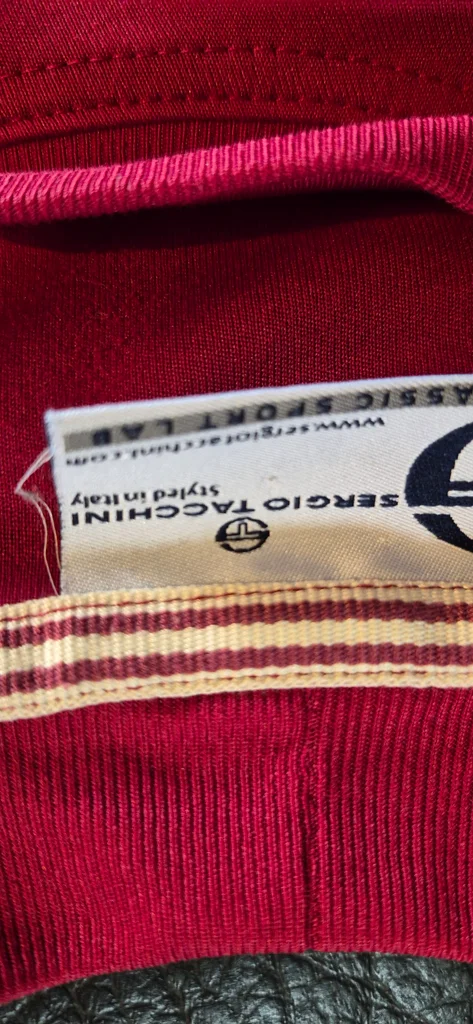 SERGIO TACCHINI
Styled in Italy
www.sergiotacchini.com
ASSIC SPORT LAB